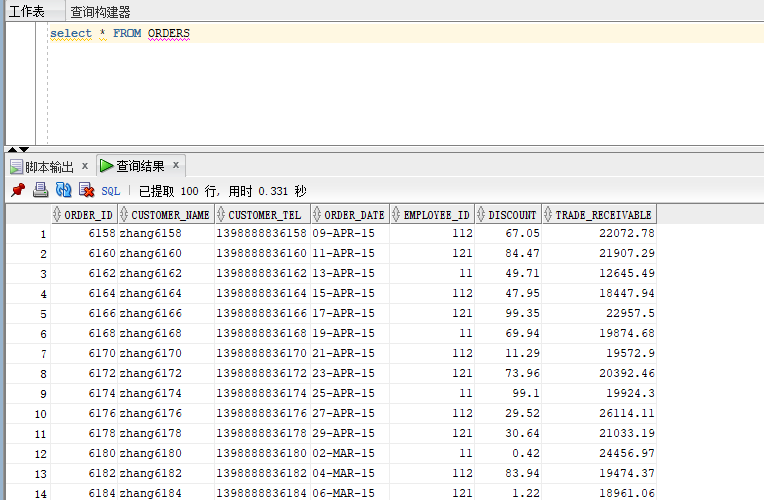 工作表 查询构建器
select * FROM ORDERS
脚本输出 x 查询结果 x
SQL | 已提取 100 行, 用时 0.331 秒
ORDER_ID CUSTOMER_NAME CUSTOMER_TEL ORDER_DATE EMPLOYEE_ID DISCOUNT TRADE_RECEIVABLE
1 6158 zhang6158 1398888836158 09-APR-15 112 67.05 22072.78
2 6160 zhang6160 1398888836160 11-APR-15 121 84.47 21907.29
3 6162 zhang6162 1398888836162 13-APR-15 11 49.71 12645.49
4 6164 zhang6164 1398888836164 15-APR-15 112 47.95 18447.94
5 6166 zhang6166 1398888836166 17-APR-15 121 99.35 22957.5
6 6168 zhang6168 1398888836168 19-APR-15 11 69.94 19874.68
7 6170 zhang6170 1398888836170 21-APR-15 112 11.29 19572.9
8 6172 zhang6172 1398888836172 23-APR-15 121 73.96 20392.46
9 6174 zhang6174 1398888836174 25-APR-15 11 99.1 19924.3
10 6176 zhang6176 1398888836176 27-APR-15 112 29.52 26114.11
11 6178 zhang6178 1398888836178 29-APR-15 121 30.64 21033.19
12 6180 zhang6180 1398888836180 02-MAR-15 11 0.42 24456.97
13 6182 zhang6182 1398888836182 04-MAR-15 112 83.94 19474.37
14 6184 zhang6184 1398888836184 06-MAR-15 121 1.22 18961.06